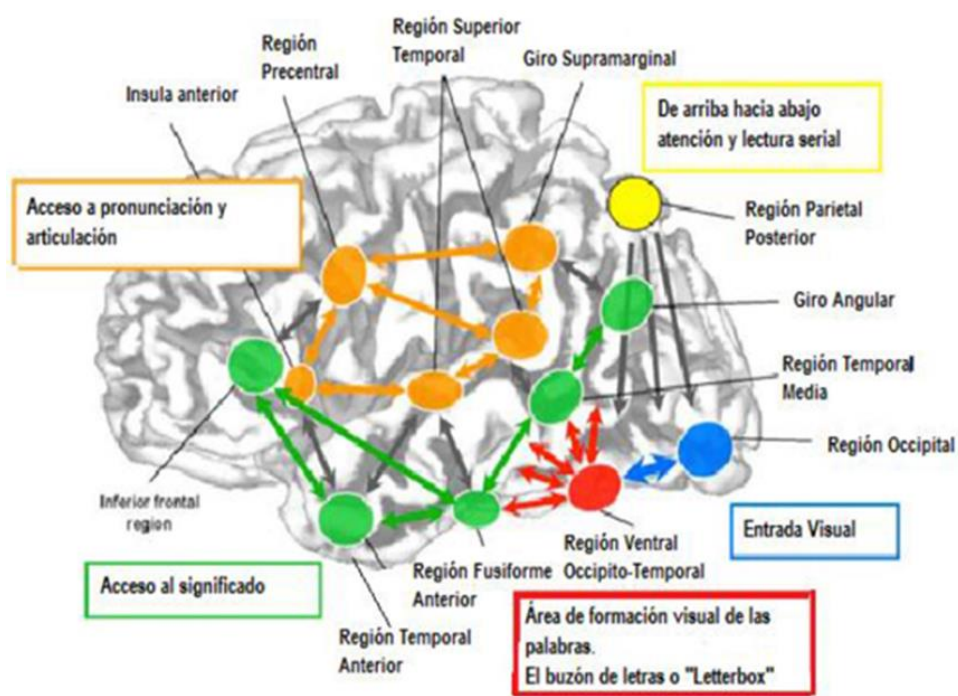 Región Superior
Temporal
Región
Precentral
Giro Supramarginal
Insula anterior
De arriba hacia abajo
atención y lectura serial
Acceso a pronunciación y
articulación
Región Parietal
Posterior
Giro Angular
Región Temporal
Media
Región Occipital
Inferior frontal
region
Entrada Visual
Región Ventral
Occipito-Temporal
Acceso al significado
Región Fusiforme
Anterior
Región Temporal
Anterior
Área de formación visual de las
palabras.
El buzón de letras o "Letterbox"